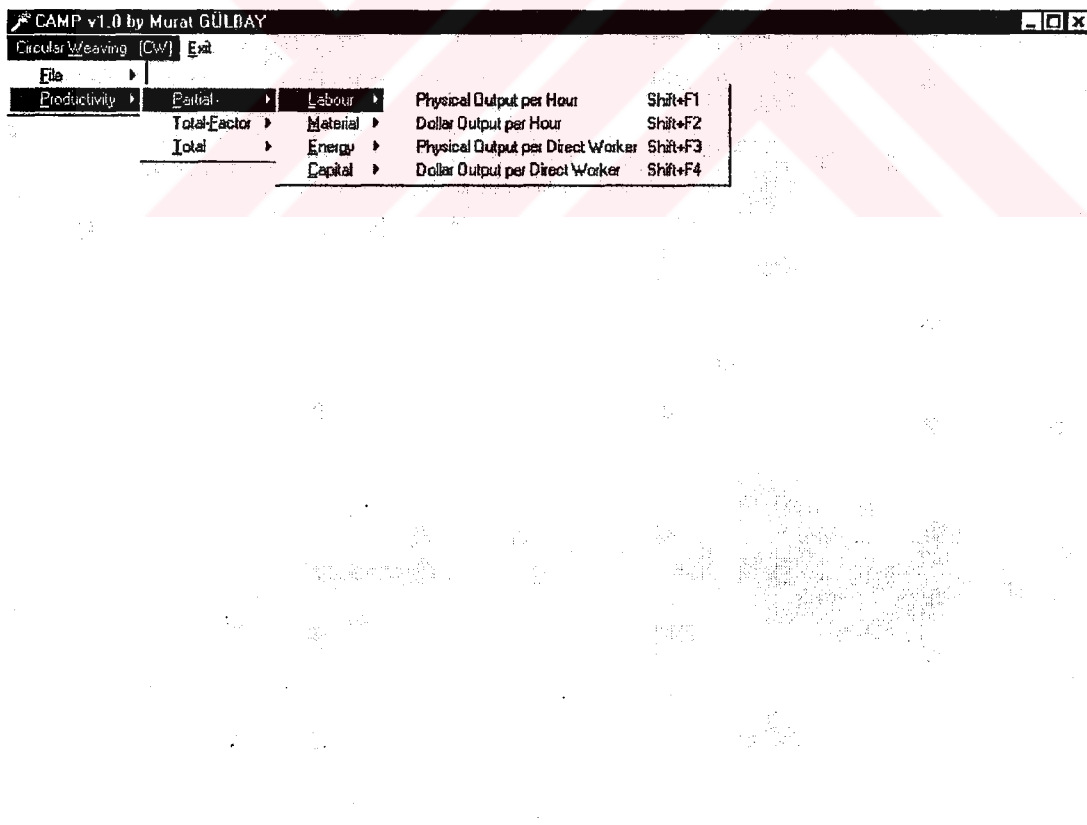 CAMP v1.0 by Murat GÜLBAY
Circular Weaving (CW) Exit
File
Productivity Partial Labour Physical Output per Hour Shift+F1
Total-Factor Material Dollar Output per Hour Shift+F2
Total Energy Physical Output per Direct Worker Shift+F3
Capital Dollar Output per Direct Worker Shift+F4